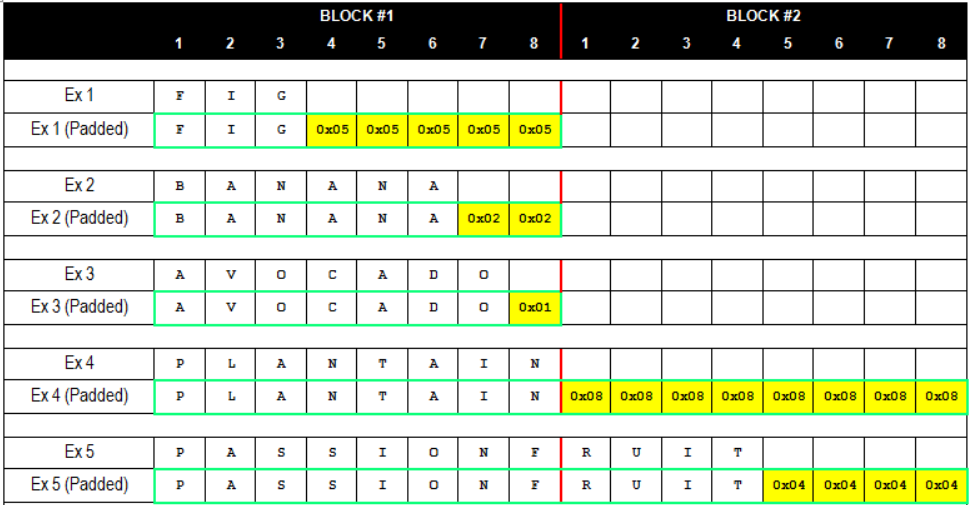 BLOCK #1 BLOCK #2
1 2 3 4 5 6 7 8 1 2 3 4 5 6 7 8
Ex 1 F I G
Ex 1 (Padded) F I G 0x05 0x05 0x05 0x05 0x05
Ex 2 B A N A N A
Ex 2 (Padded) B A N A N A 0x02 0x02
Ex 3 A V O C A D O
Ex 3 (Padded) A V O C A D O 0x01
Ex 4 P L A N T A I N
Ex 4 (Padded) P L A N T A I N 0x08 0x08 0x08 0x08 0x08 0x08 0x08 0x08
Ex 5 P A S S I O N F R U I T
Ex 5 (Padded) P A S S I O N F R U I T 0x04 0x04 0x04 0x04